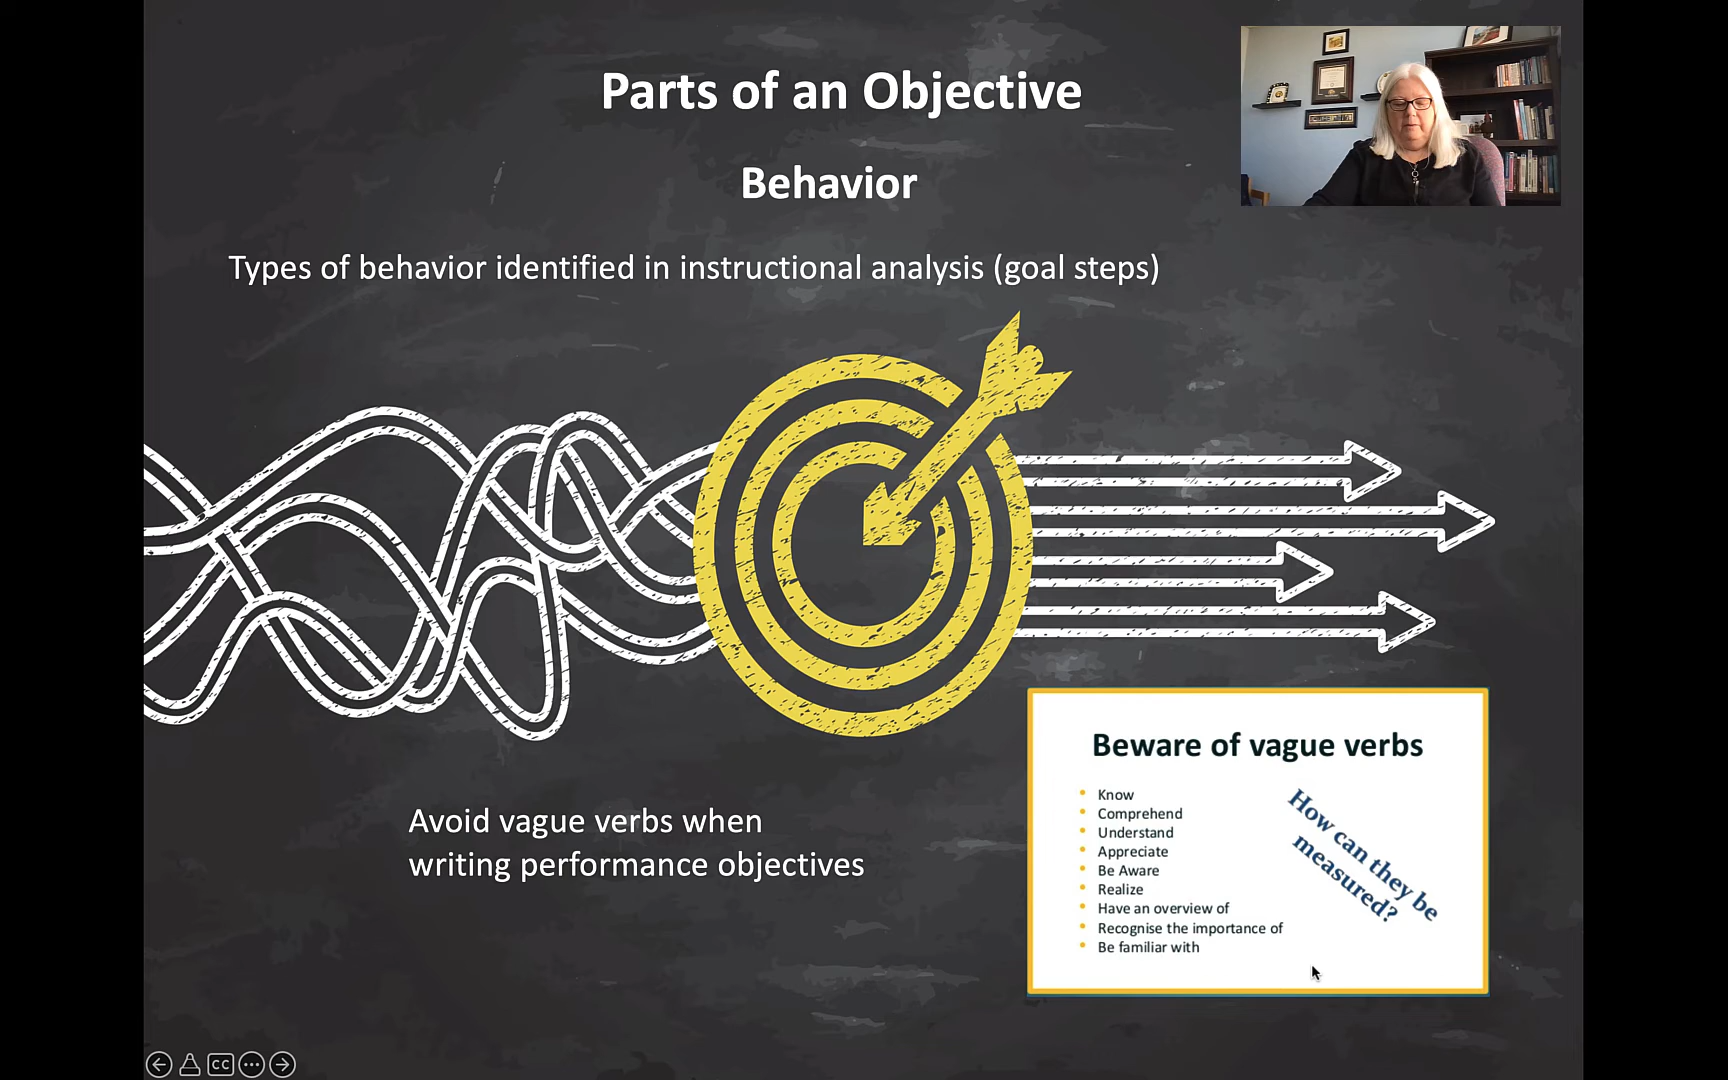 Parts of an Objective
Behavior
Types of behavior identified in instructional analysis (goal steps)
Avoid vague verbs when
writing performance objectives
Beware of vague verbs
• Know
• Comprehend
• Understand
• Appreciate
• Be Aware
• Realize
• Have an overview of
• Recognise the importance of
• Be familiar with
How can they be
measured?
CC